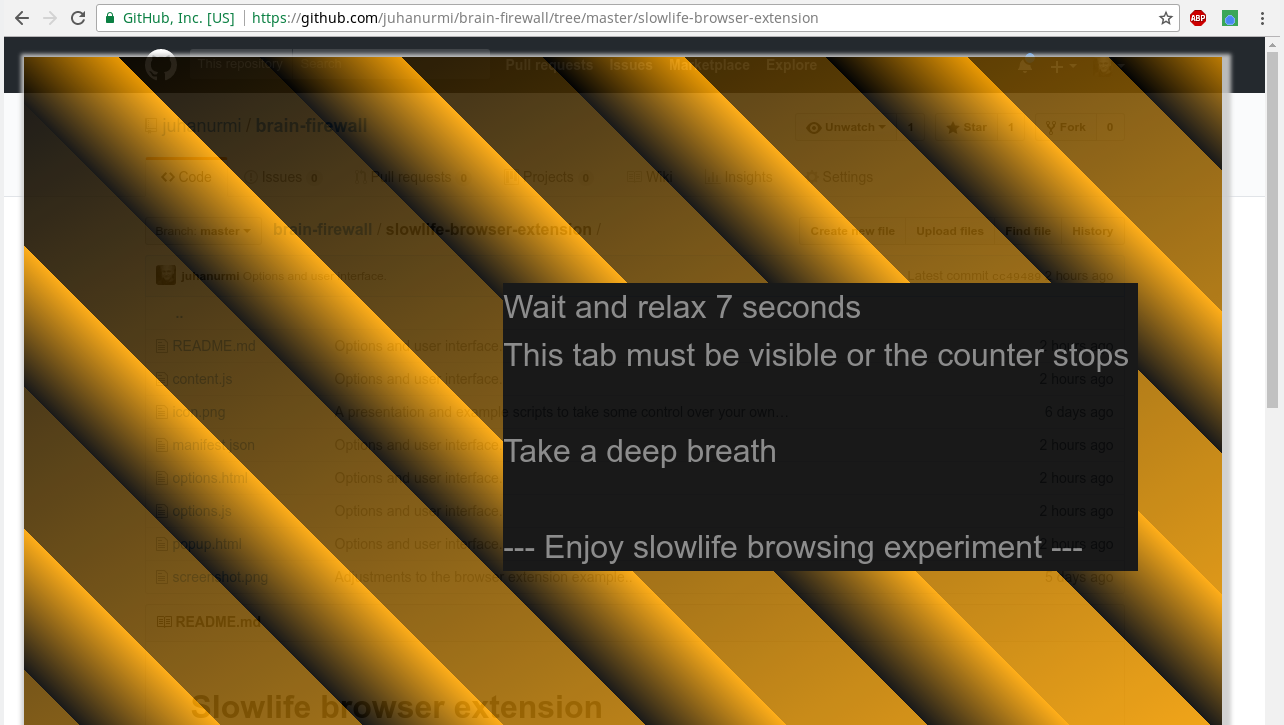 GitHub, Inc. [US] https://github.com/juhanurmi/brain-firewall/tree/master/slowlife-browser-extension
ABP
This repository
Pull requests Issues Marketplace Explore
juhanurmi / brain-firewall
Unwatch 1 Star 1 Fork 0
Code Issues 0 Pull requests 0 Projects 0 Wiki Insights Settings
Branch: master brain-firewall / slowlife-browser-extension / Create new file Upload files Find file History
juhanurmi Options and user interface. Latest commit cc49489 2 hours ago
..
Wait and relax 7 seconds
This tab must be visible or the counter stops
Take a deep breath
--- Enjoy slowlife browsing experiment ---
README.md Options and user interface 2 hours ago
content.js Options and user interface. 2 hours ago
icon.png A presentation and example scripts to take some control over your own... 6 days ago
manifest.json Options and user interface. 2 hours ago
options.html Options and user interface. 2 hours ago
options.js Options and user interface. 2 hours ago
popup.html Options and user interface 2 hours ago
screenshot.png Adjustments to the browser extension example. 5 days ago
README.md
Slowlife browser extension